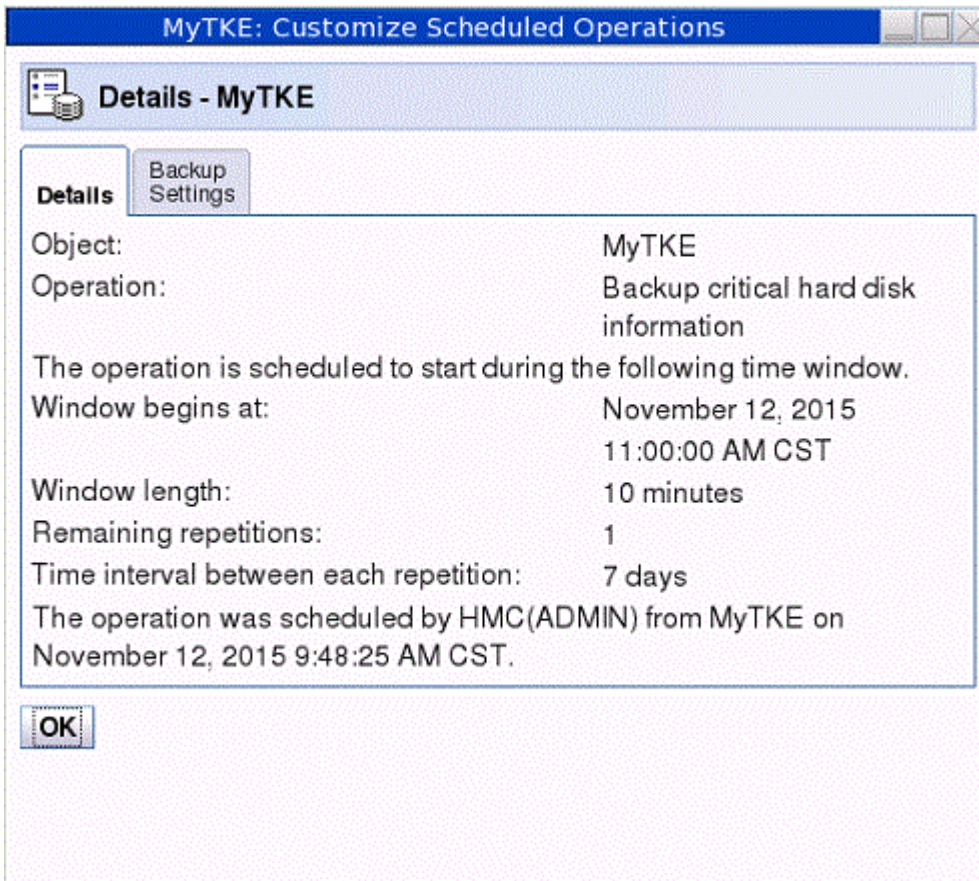 MyTKE: Customize Scheduled Operations
Details - MyTKE
Details
Backup
Settings
Object: MyTKE
Operation: Backup critical hard disk
information
The operation is scheduled to start during the following time window.
Window begins at: November 12, 2015
11:00:00 AM CST
Window length: 10 minutes
Remaining repetitions: 1
Time interval between each repetition: 7 days
The operation was scheduled by HMC(ADMIN) from MyTKE on
November 12, 2015 9:48:25 AM CST.
OK